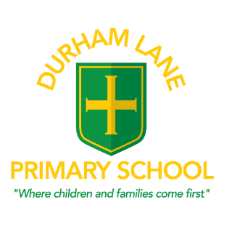 DURHAM LANE
PRIMARY SCHOOL
"Where children and families come first"